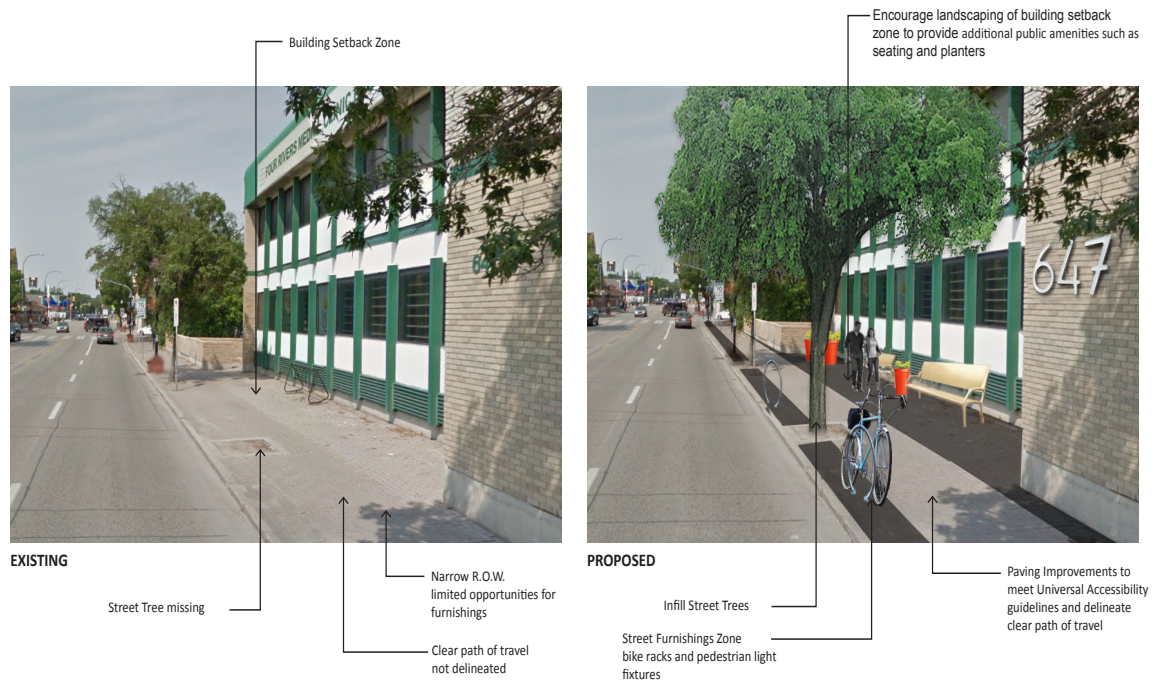 Building Setback Zone
Encourage landscaping of building setback
zone to provide additional public amenities such as
seating and planters
FOUR RIVERS MEDICAL CLINIC
647
EXISTING
PROPOSED
Street Tree missing
Narrow R.O.W.
limited opportunities for
furnishings
Clear path of travel
not delineated
Infill Street Trees
Street Furnishings Zone
bike racks and pedestrian light
fixtures
Paving Improvements to
meet Universal Accessibility
guidelines and delineate
clear path of travel